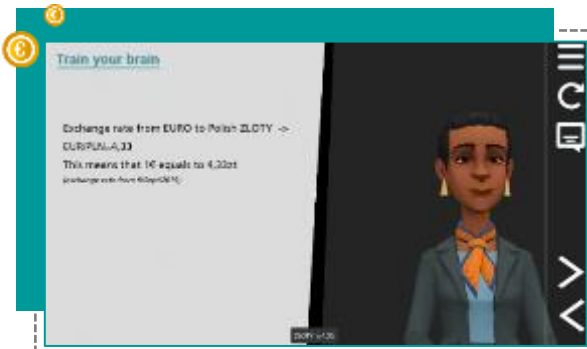 Train your brain
Exchange rate from EURO to Polish ZLOTY ->
EUR/PLN=4,33
This means that 1€ equals to 4,33zł
ZLOTY